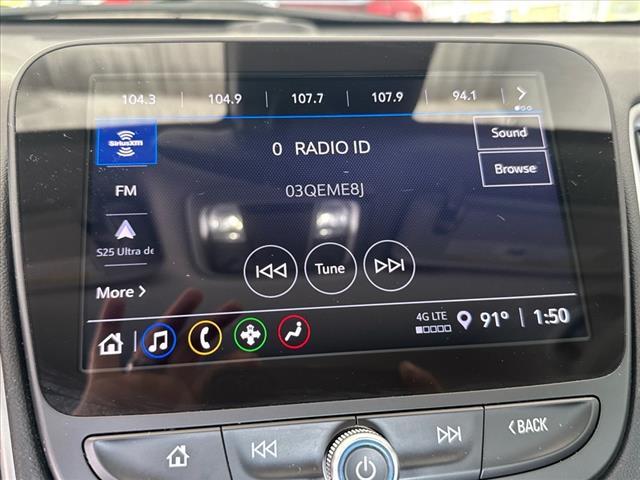 104.3 104.9 107.7 107.9 94.1
SiriusXM
0 RADIO ID
Sound
FM
03QEME8J
Browse
S25 Ultra de
Tune
More
4G LTE
91° 1:50
BACK